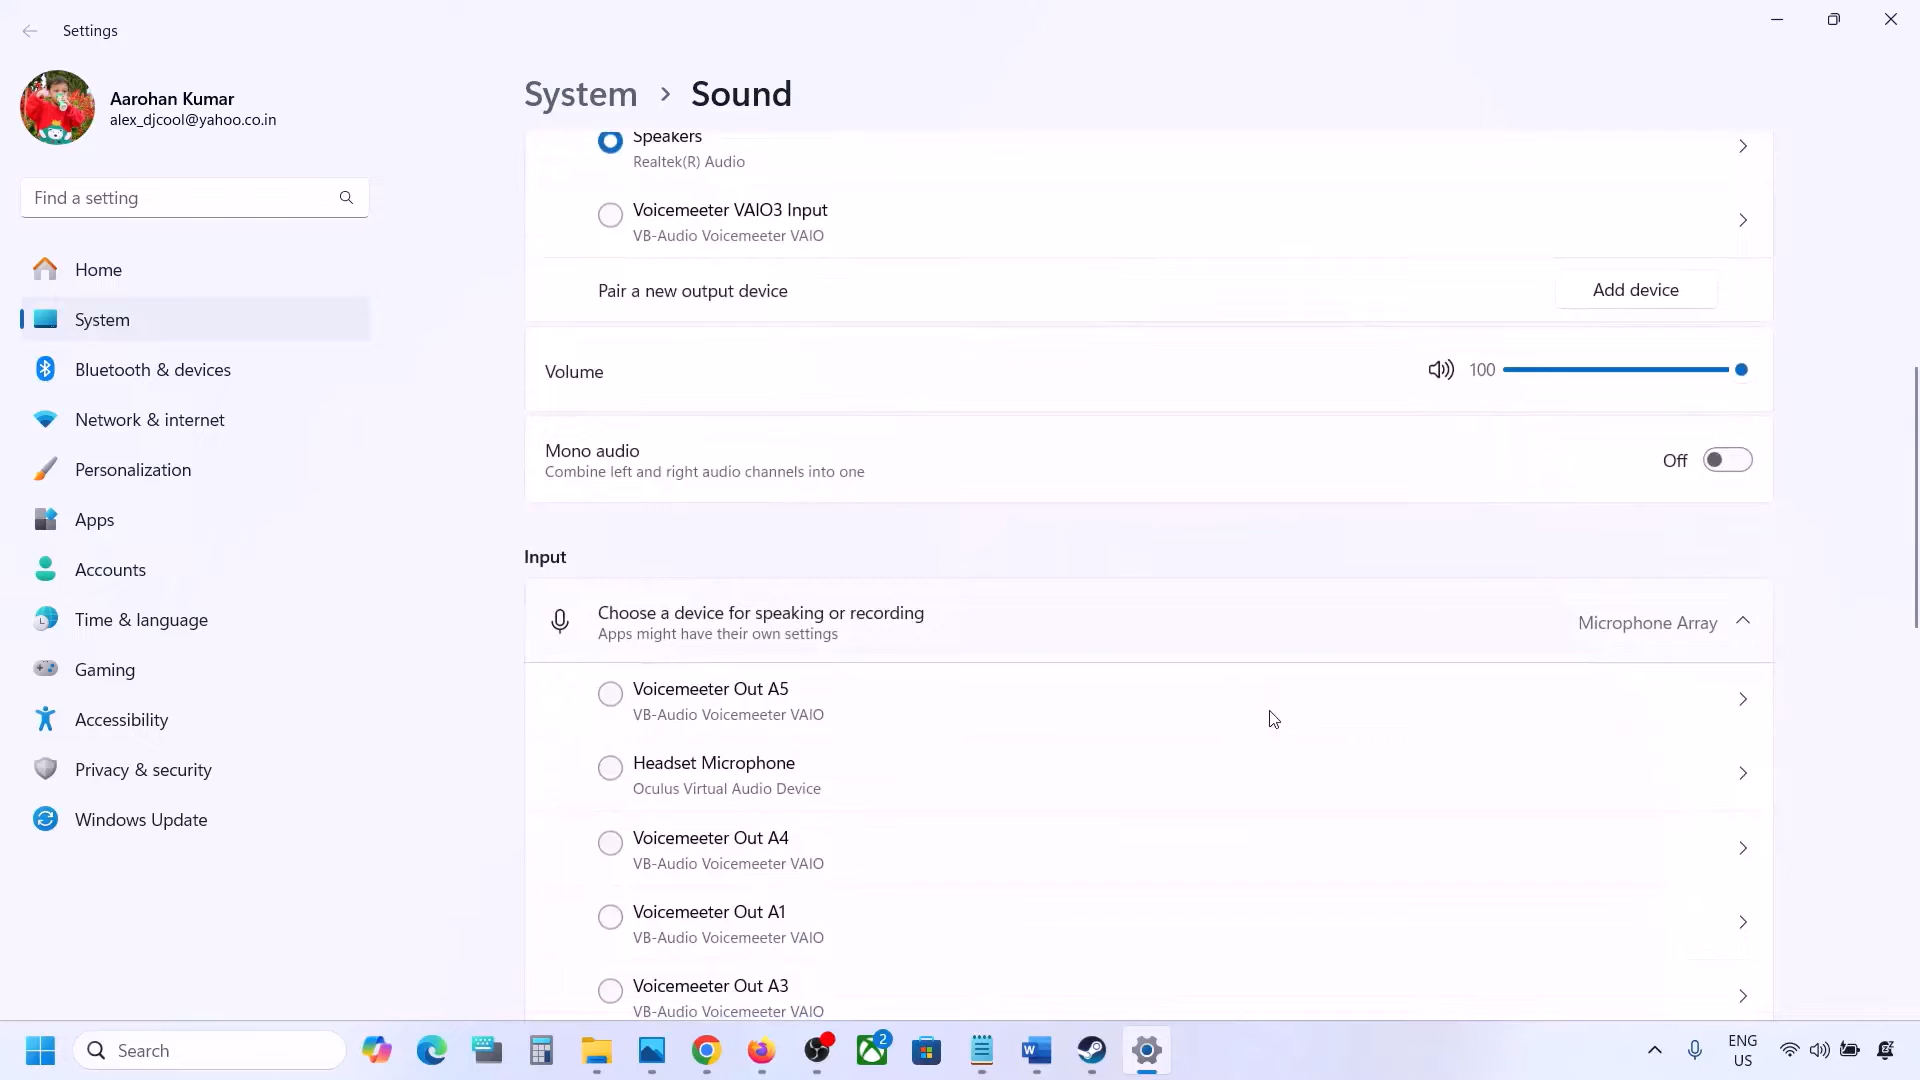 Settings
Aarohan Kumar
alex_djcool@yahoo.co.in
Find a setting
Home
System
Bluetooth & devices
Network & internet
Personalization
Apps
Accounts
Time & language
Gaming
Accessibility
Privacy & security
Windows Update
System > Sound
Speakers
Realtek(R) Audio
Voicemeeter VAIO3 Input
VB-Audio Voicemeeter VAIO
Pair a new output device
Add device
Volume
100
Mono audio
Combine left and right audio channels into one
Off
Input
Choose a device for speaking or recording
Apps might have their own settings
Microphone Array
Voicemeeter Out A5
VB-Audio Voicemeeter VAIO
Headset Microphone
Oculus Virtual Audio Device
Voicemeeter Out A4
VB-Audio Voicemeeter VAIO
Voicemeeter Out A1
VB-Audio Voicemeeter VAIO
Voicemeeter Out A3
VB-Audio Voicemeeter VAIO
Search
2
ENG
US